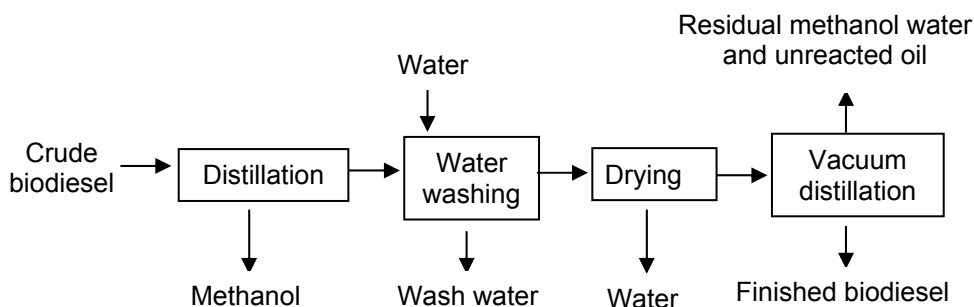 Residual methanol water
and unreacted oil
Water
Crude
biodiesel
Distillation
Water
washing
Drying
Vacuum
distillation
Methanol
Wash water
Water
Finished biodiesel